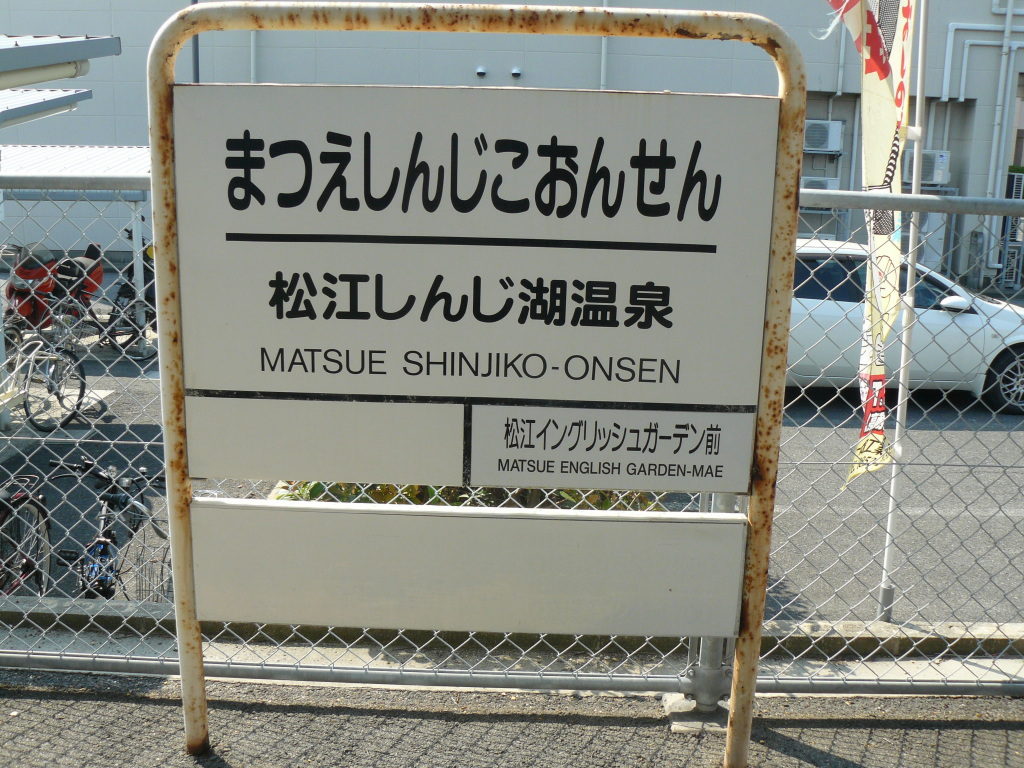 まつえしんじこおんせん
松江しんじ湖温泉
MATSUE SHINJIKO-ONSEN
松江イングリッシュガーデン前
MATSUE ENGLISH GARDEN-MAE